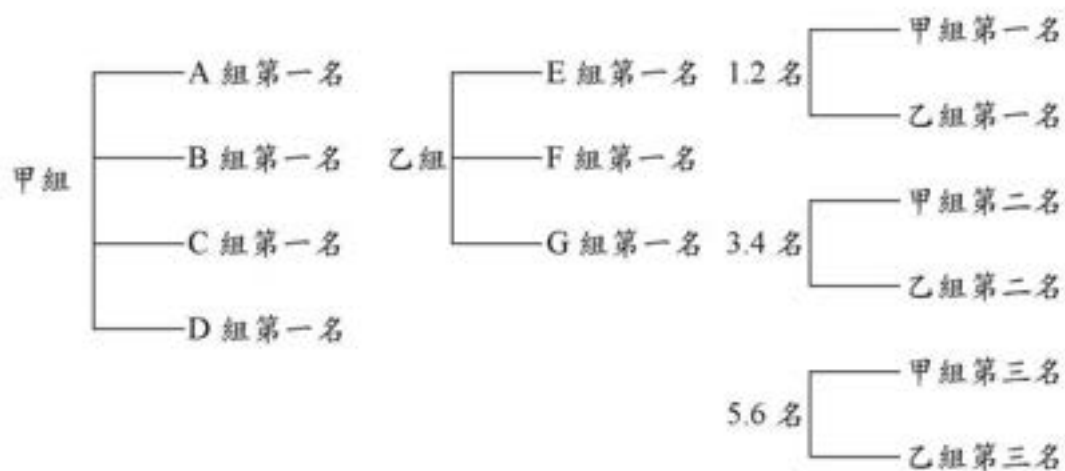 甲組
A 組第一名
B 組第一名
C 組第一名
D 組第一名
乙組
E 組第一名
F 組第一名
G 組第一名
1.2 名
甲組第一名
乙組第一名
3.4 名
甲組第二名
乙組第二名
5.6 名
甲組第三名
乙組第三名